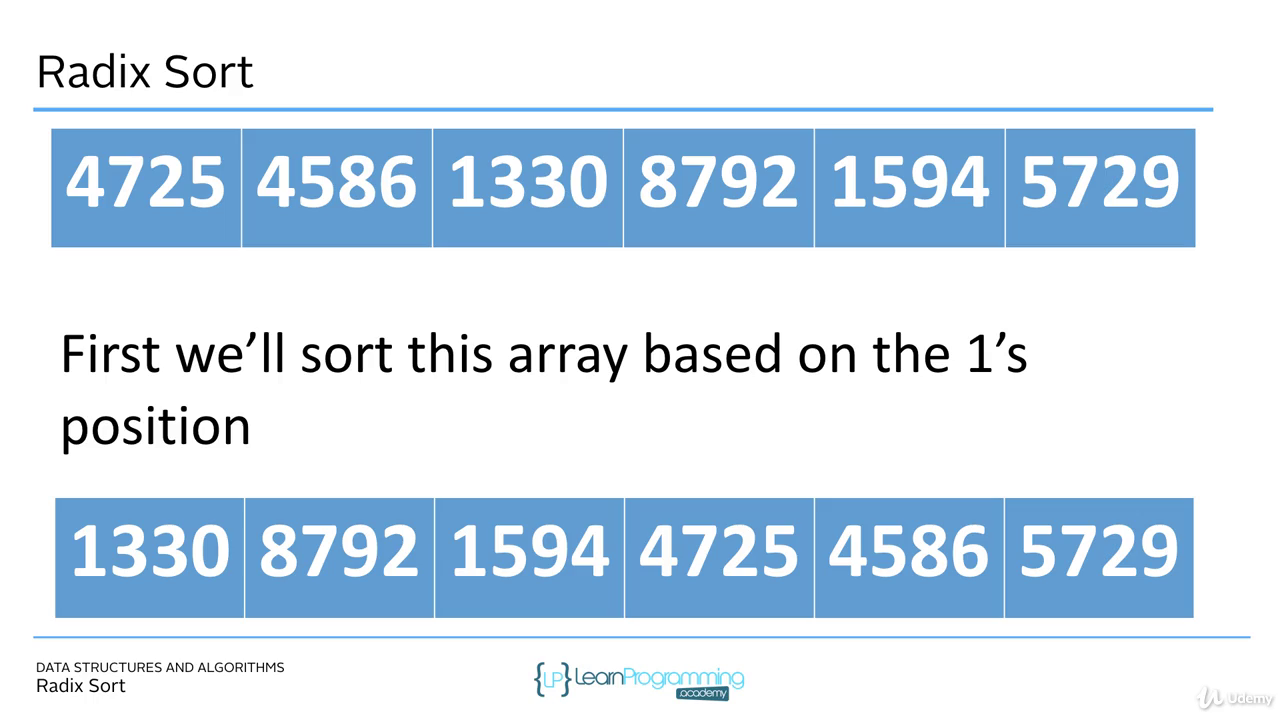 Radix Sort
4725 4586 1330 8792 1594 5729
First we’ll sort this array based on the 1’s
position
1330 8792 1594 4725 4586 5729
DATA STRUCTURES AND ALGORITHMS
Radix Sort
{LP} LearnProgramming
.academy
Udemy